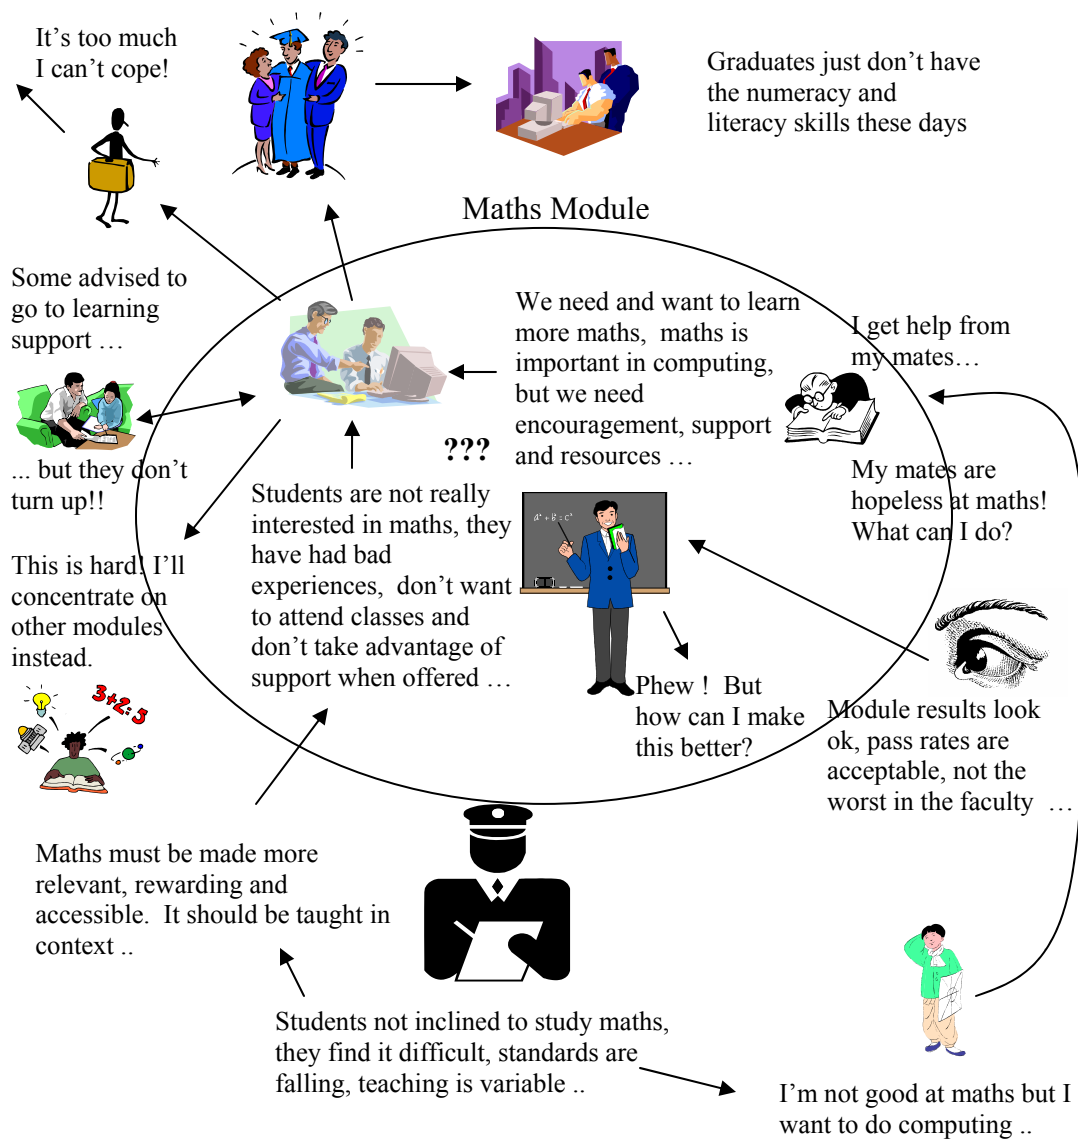 It's too much
I can't cope!
Graduates just don't have
the numeracy and
literacy skills these days
Maths Module
Some advised to
go to learning
support …
... but they don't
turn up!!
We need and want to learn
more maths,  maths is
important in computing,
but we need
encouragement, support
and resources …
I get help from
my mates…
???
My mates are
hopeless at maths!
What can I do?
Students are not really
interested in maths, they
have had bad
experiences,  don't want
to attend classes and
don't take advantage of
support when offered …
a² + B² = c²
This is hard! I'll
concentrate on
other modules
instead.
3+2=5
Phew !  But
how can I make
this better?
Module results look
ok, pass rates are
acceptable, not the
worst in the faculty  …
Maths must be made more
relevant, rewarding and
accessible.  It should be taught in
context ..
Students not inclined to study maths,
they find it difficult, standards are
falling, teaching is variable ..
I'm not good at maths but I
want to do computing ..